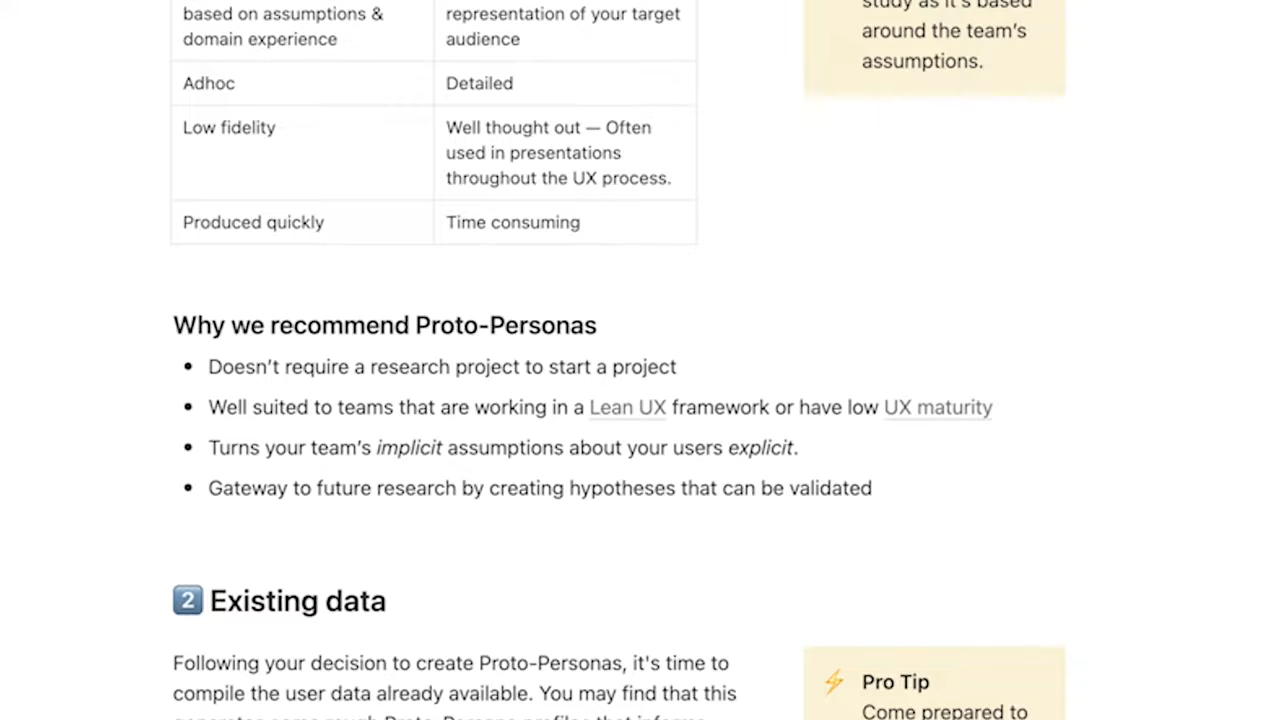 based on assumptions &
domain experience
representation of your target
audience
study as it's based
around the team's
assumptions.
Adhoc
Detailed
Low fidelity
Well thought out — Often
used in presentations
throughout the UX process.
Produced quickly
Time consuming
Why we recommend Proto-Personas
• Doesn't require a research project to start a project
• Well suited to teams that are working in a Lean UX framework or have low UX maturity
• Turns your team's implicit assumptions about your users explicit.
• Gateway to future research by creating hypotheses that can be validated
2 Existing data
Following your decision to create Proto-Personas, it's time to
compile the user data already available. You may find that this
⚡ Pro Tip
Come prepared to